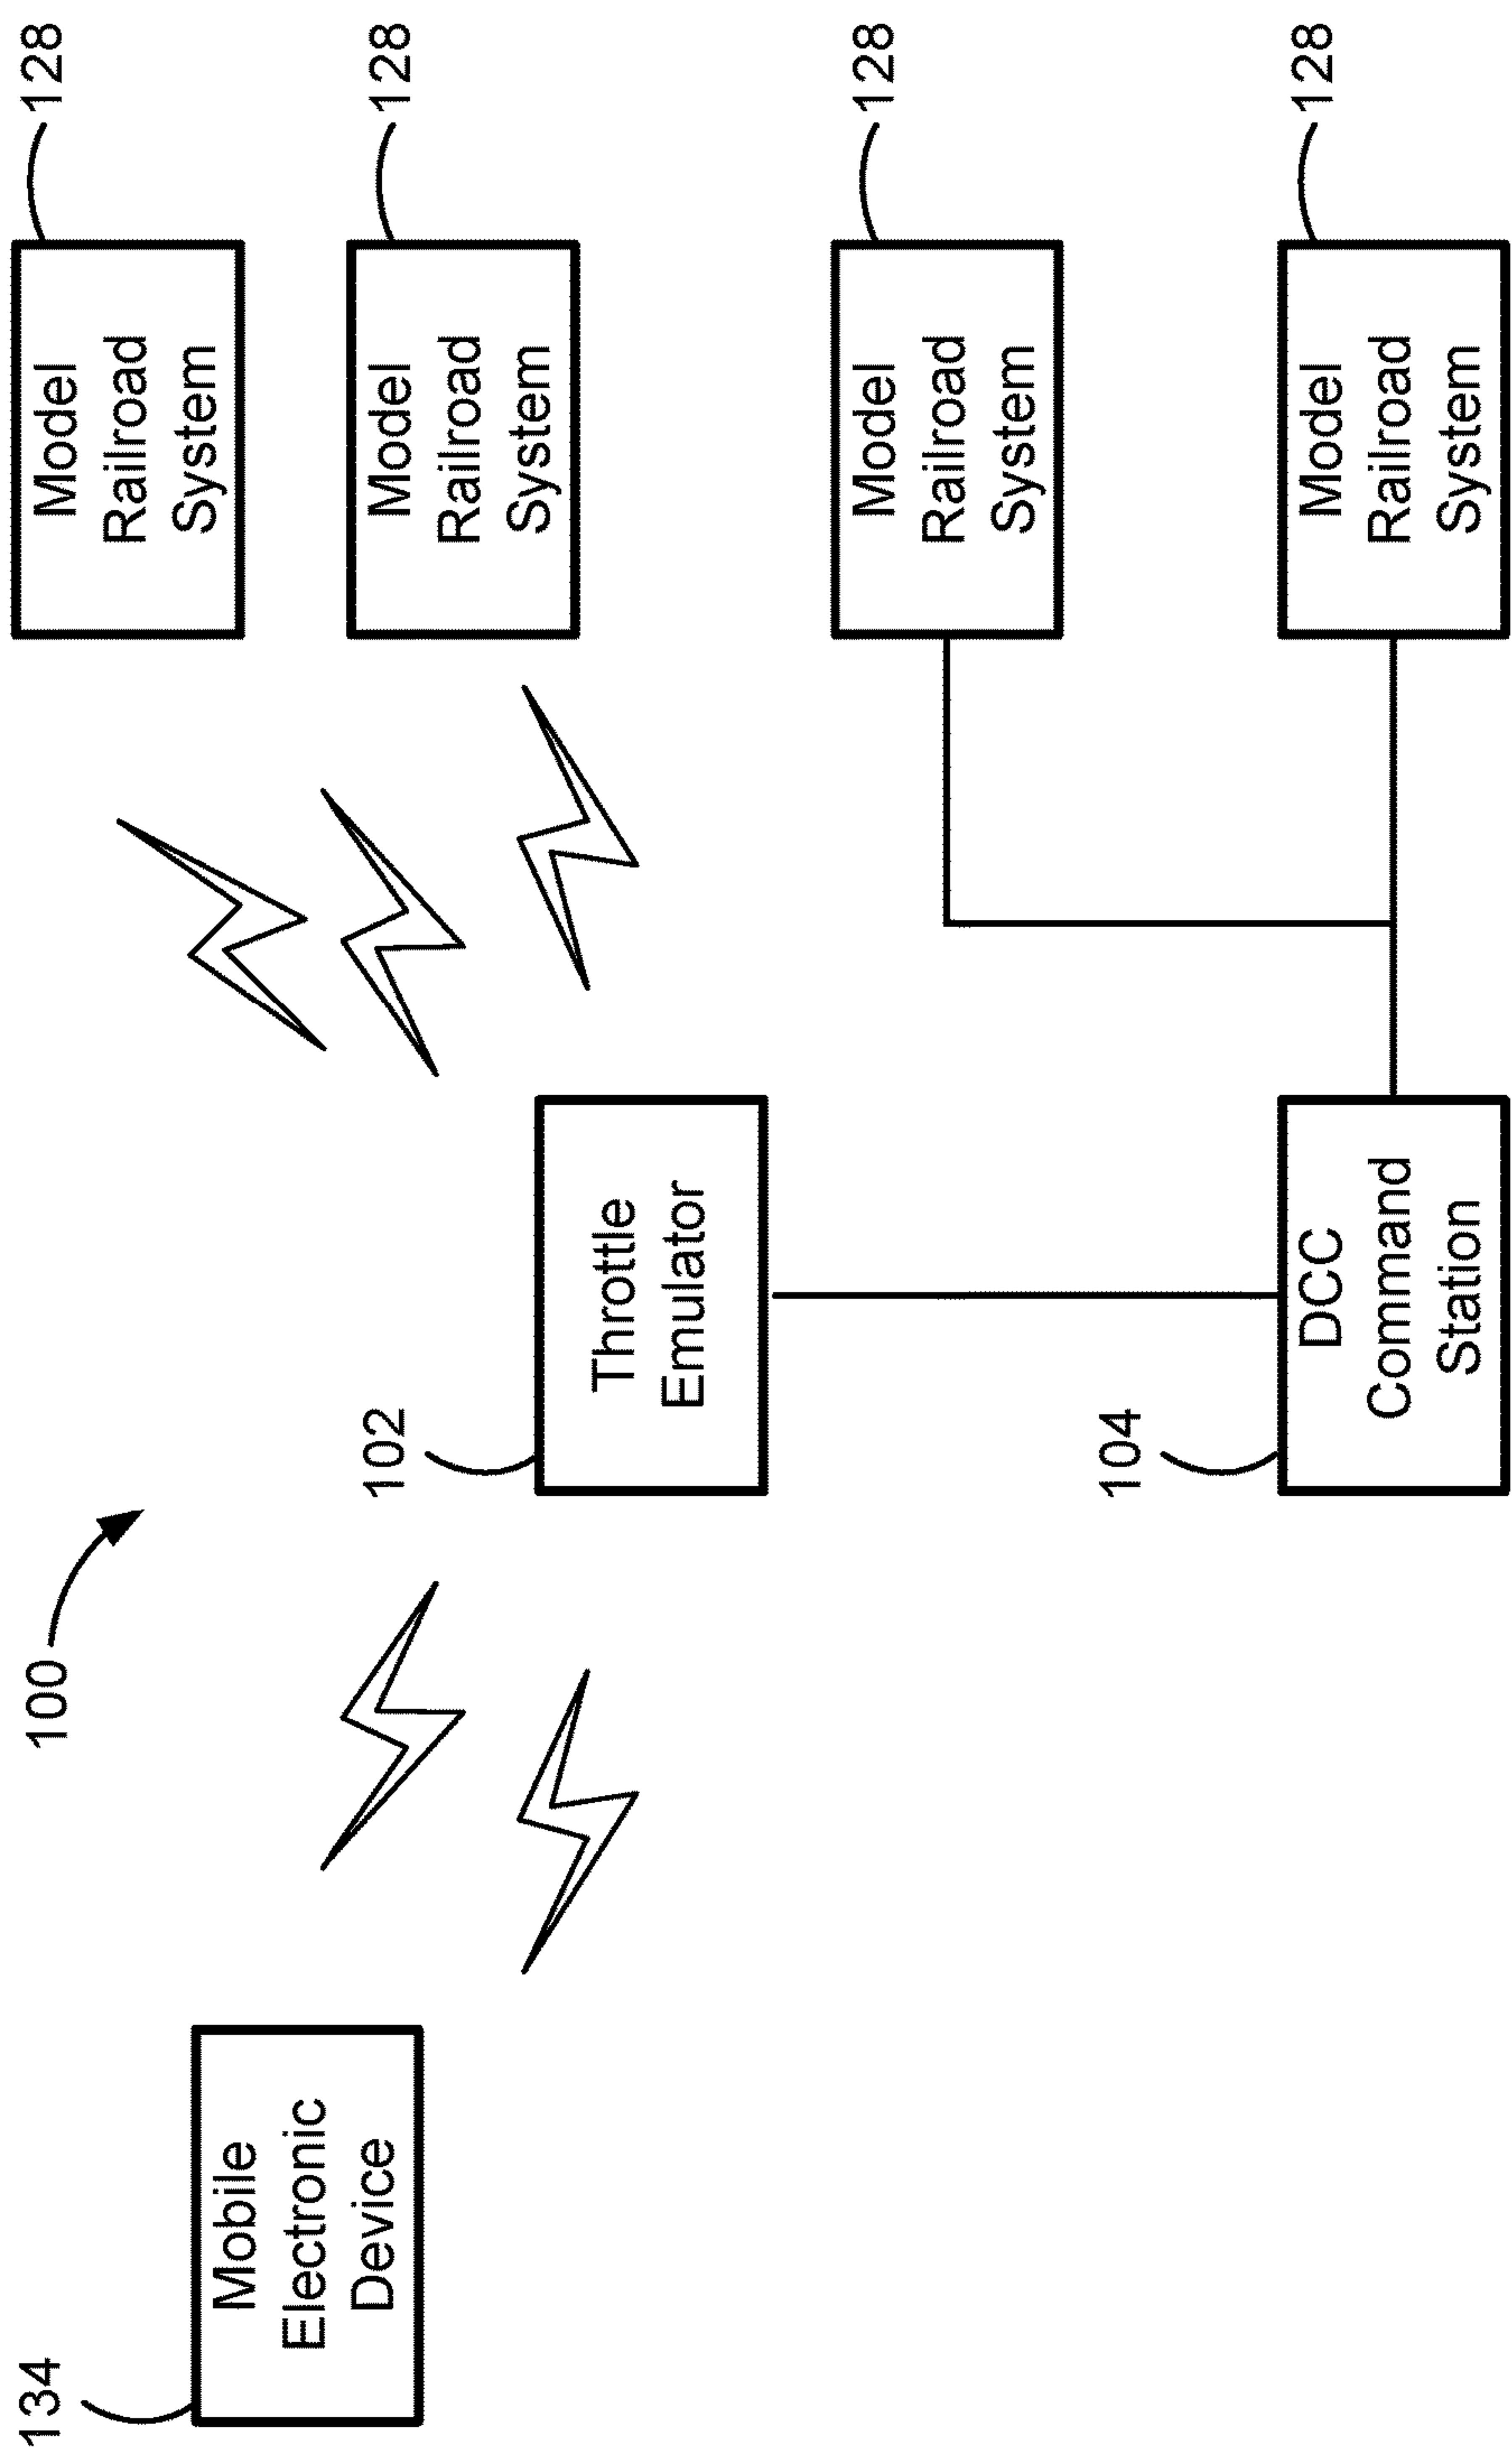 100
134
Mobile
Electronic
Device
102
Throttle
Emulator
104
DCC
Command
Station
128
Model
Railroad
System
128
Model
Railroad
System
128
Model
Railroad
System
128
Model
Railroad
System